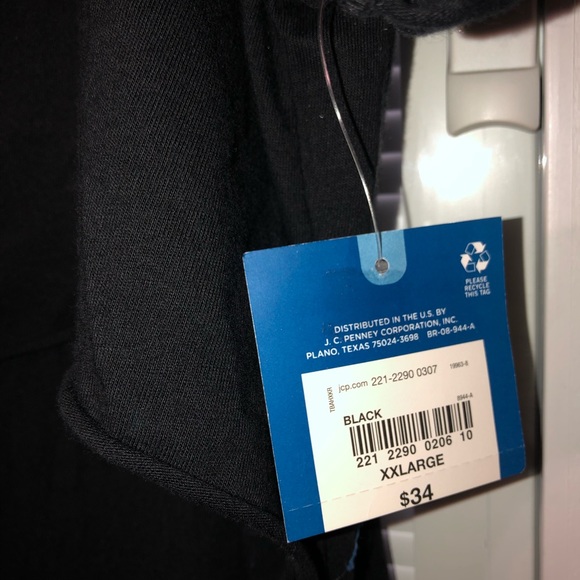 PLEASE
RECYCLE
THIS TAG
DISTRIBUTED IN THE U.S. BY
J. C. PENNEY CORPORATION, INC.
PLANO, TEXAS 75024-3698 BR-08-944-A
jcp.com 221-2290 0307
BLACK
221 2290 0206 10
XXLARGE
$34